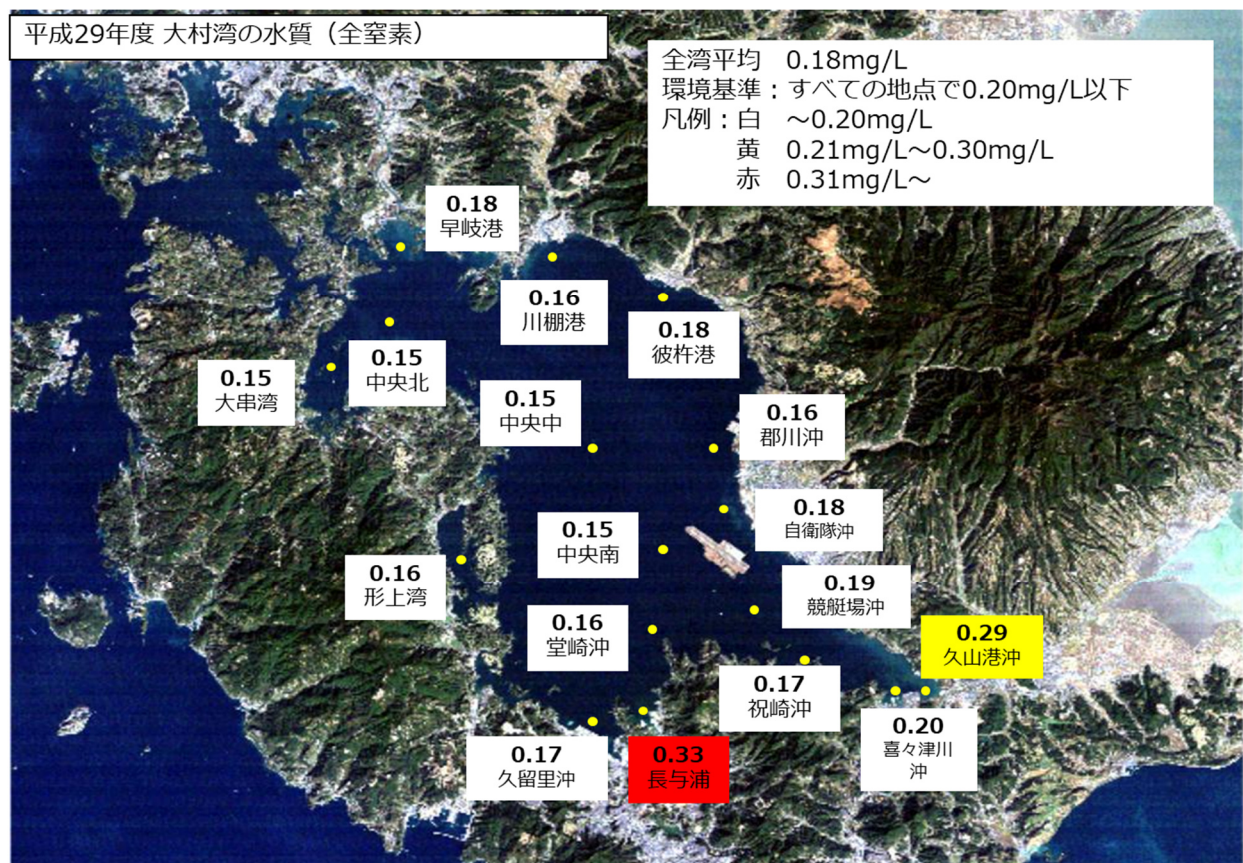 平成29年度 大村湾の水質（全窒素）
全湾平均　0.18mg/L
環境基準：すべての地点で0.20mg/L以下
凡例：白　～0.20mg/L
黄　0.21mg/L～0.30mg/L
赤　0.31mg/L～
0.18
早岐港
0.16
川棚港
0.18
彼杵港
0.15
中央北
0.15
大串湾
0.15
中央中
0.16
郡川沖
0.18
自衛隊沖
0.15
中央南
0.16
形上湾
0.19
競艇場沖
0.16
堂崎沖
0.29
久山港沖
0.17
祝崎沖
0.20
喜々津川
沖
0.17
久留里沖
0.33
長与浦